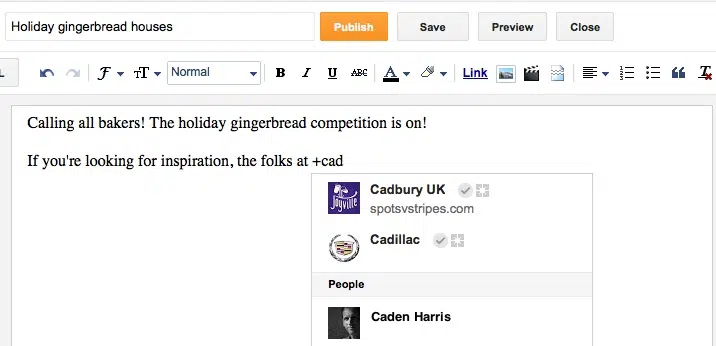 Holiday gingerbread houses Publish Save Preview Close
L F TT Normal B I U ABC A Link T
Calling all bakers! The holiday gingerbread competition is on!
If you're looking for inspiration, the folks at +cad
Joyville
Cadbury UK
spotsvstripes.com
Cadillac
People
Caden Harris